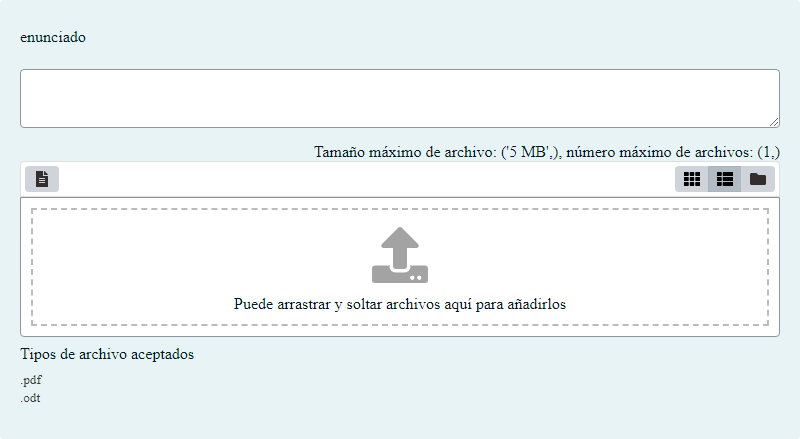 enunciado
Tamaño máximo de archivo: ('5 MB',), número máximo de archivos: (1,)
Puede arrastrar y soltar archivos aquí para añadirlos
Tipos de archivo aceptados
.pdf
.odt